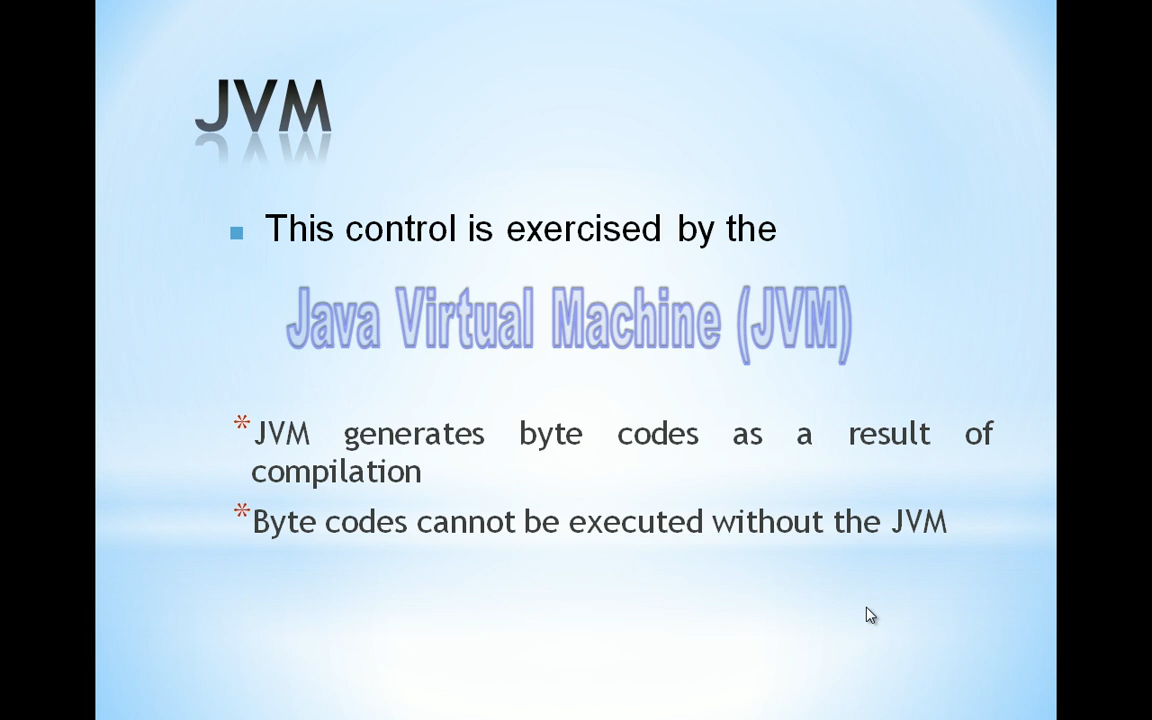 JVM
This control is exercised by the
Java Virtual Machine (JVM)
*JVM generates byte codes as a result of
compilation
*Byte codes cannot be executed without the JVM